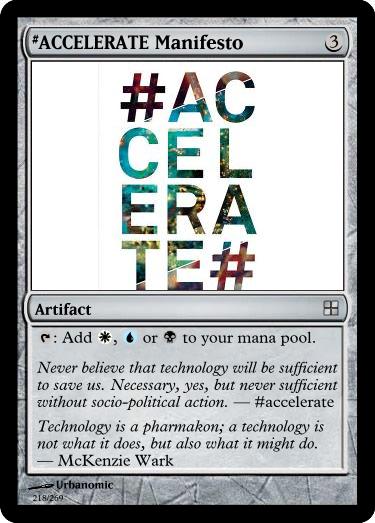 #ACCELERATE Manifesto 3
#AC
CEL
ERA
TE#
Artifact
: Add , or to your mana pool.
Never believe that technology will be sufficient
to save us. Necessary, yes, but never sufficient
without socio-political action. — #accelerate
Technology is a pharmakon; a technology is
not what it does, but also what it might do.
— McKenzie Wark
Urbanomic
218/269